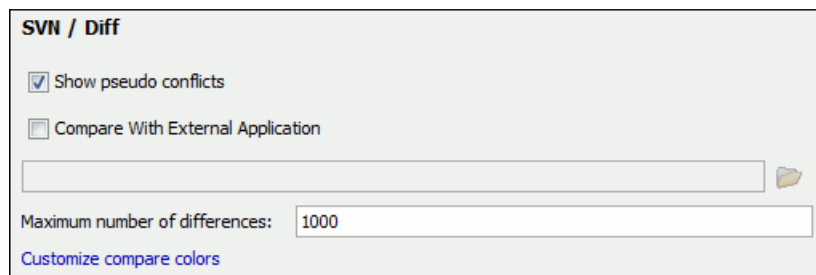 SVN / Diff
Show pseudo conflicts
Compare With External Application
Maximum number of differences: 1000
Customize compare colors